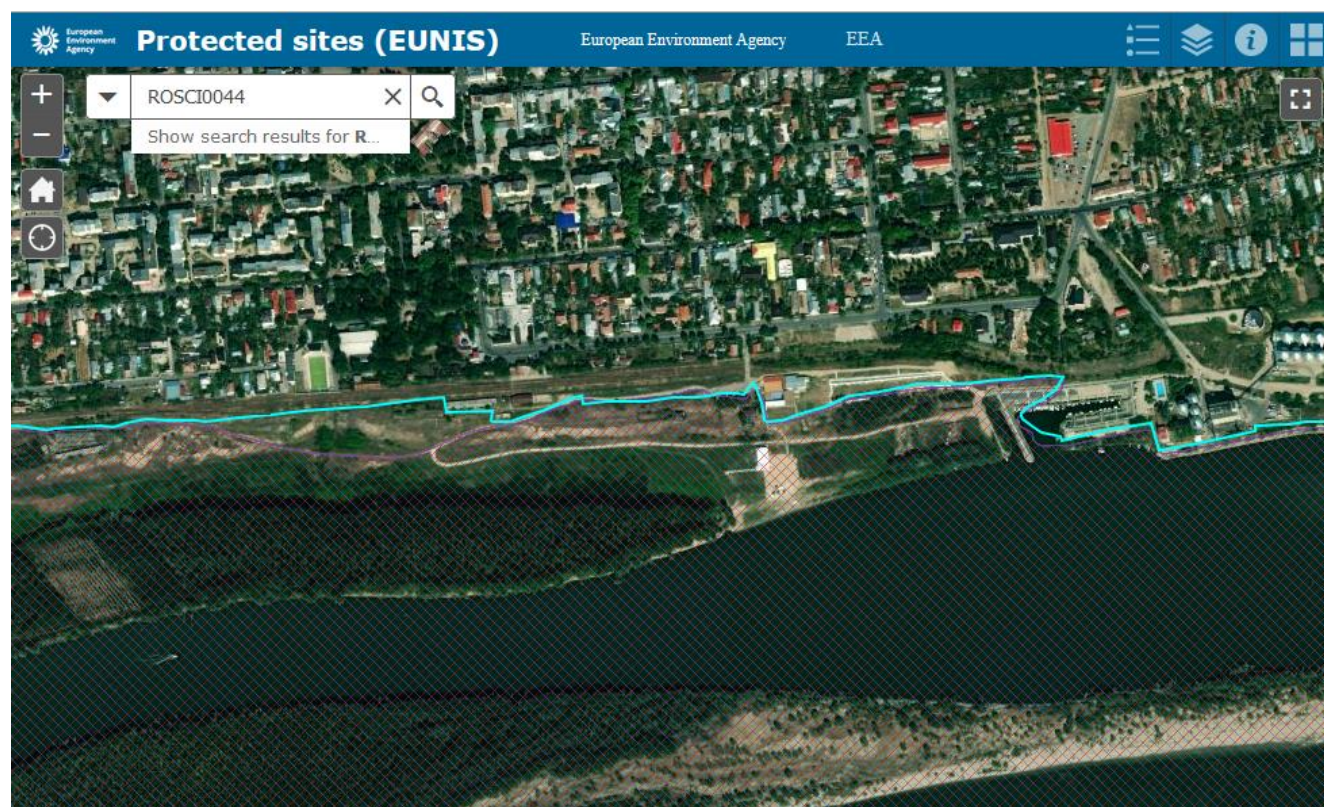 European
Environment
Agency
Protected sites (EUNIS)
European Environment Agency
EEA
ROSCI0044
Show search results for R...